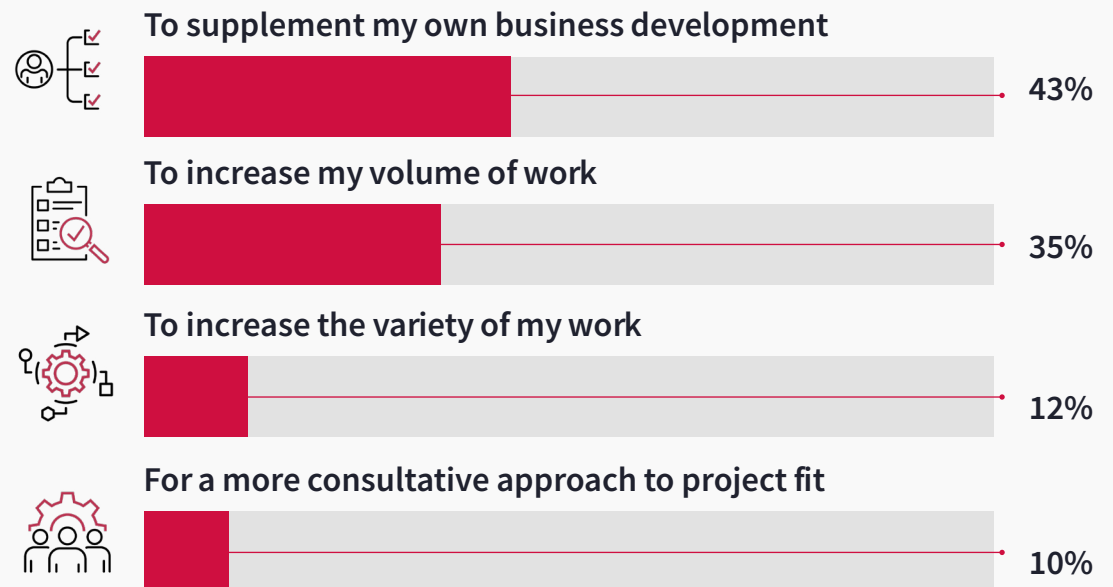 To supplement my own business development
43%
To increase my volume of work
35%
To increase the variety of my work
12%
For a more consultative approach to project fit
10%